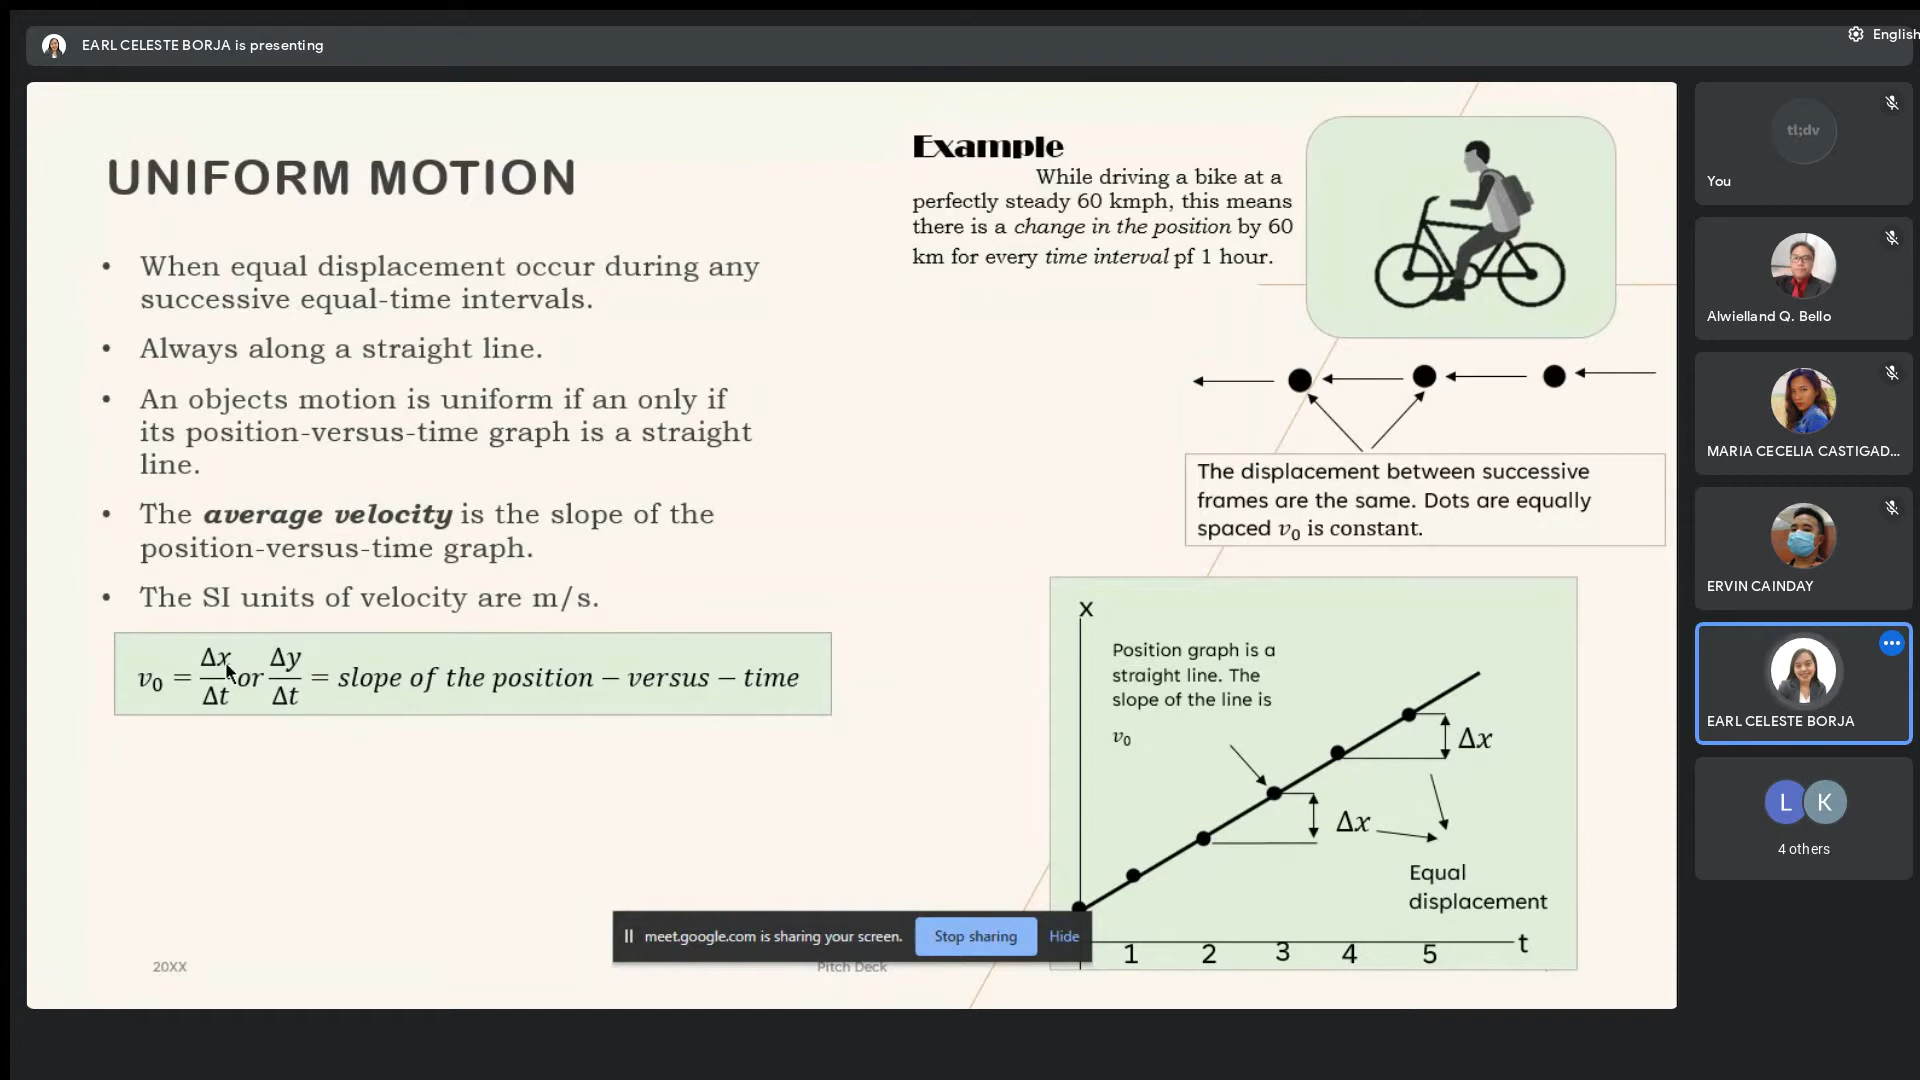 EARL CELESTE BORJA is presenting
English
UNIFORM MOTION
• When equal displacement occur during any
successive equal-time intervals.
• Always along a straight line.
• An objects motion is uniform if an only if
its position-versus-time graph is a straight
line.
• The average velocity is the slope of the
position-versus-time graph.
• The SI units of velocity are m/s.
v₀ = Δx/Δt or Δy/Δt = slope of the position − versus − time
Example
While driving a bike at a
perfectly steady 60 kmph, this means
there is a change in the position by 60
km for every time interval pf 1 hour.
The displacement between successive
frames are the same. Dots are equally
spaced v₀ is constant.
x
Position graph is a
straight line. The
slope of the line is
v₀
Δx
Δx
Equal
displacement
1 2 3 4 5 t
meet.google.com is sharing your screen. Stop sharing Hide
20XX
Pitch Deck
tl;dv
You
Alwielland Q. Bello
MARIA CECELIA CASTIGAD...
ERVIN CAINDAY
EARL CELESTE BORJA
L K
4 others